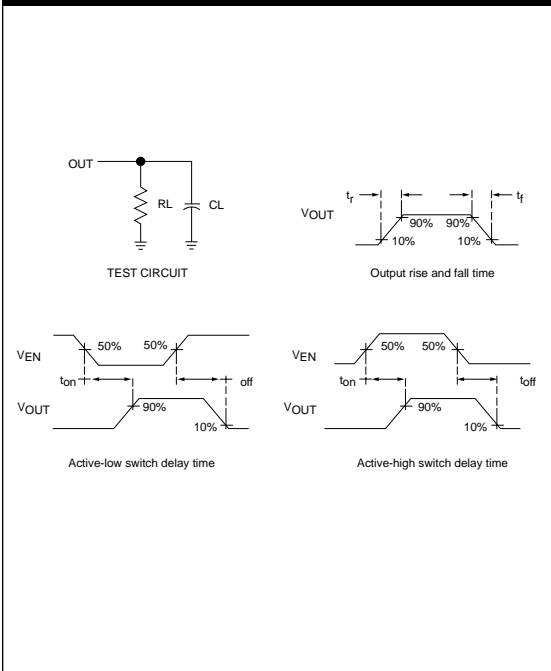 OUT
RL CL
TEST CIRCUIT
tr tf
VOUT
90% 90%
10% 10%
Output rise and fall time
VEN 50% 50%
ton off
VOUT 90%
10%
Active-low switch delay time
VEN 50% 50%
ton toff
VOUT 90%
10%
Active-high switch delay time